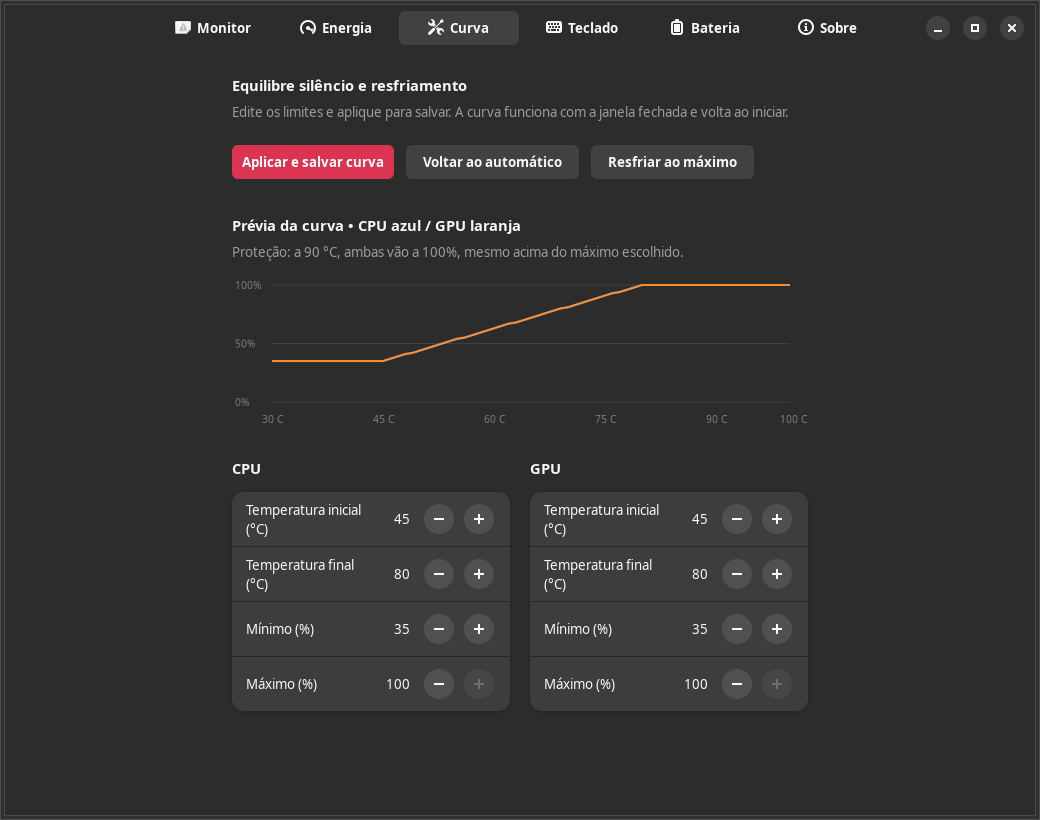 Monitor
Energia
Curva
Teclado
Bateria
Sobre
Equilibre silêncio e resfriamento
Edite os limites e aplique para salvar. A curva funciona com a janela fechada e volta ao iniciar.
Aplicar e salvar curva
Voltar ao automático
Resfriar ao máximo
Prévia da curva • CPU azul / GPU laranja
Proteção: a 90 °C, ambas vão a 100%, mesmo acima do máximo escolhido.
100%
50%
0%
30 C 45 C 60 C 75 C 90 C 100 C
CPU
Temperatura inicial
(°C)
45
Temperatura final
(°C)
80
Mínimo (%) 35
Máximo (%) 100
GPU
Temperatura inicial
(°C)
45
Temperatura final
(°C)
80
Mínimo (%) 35
Máximo (%) 100